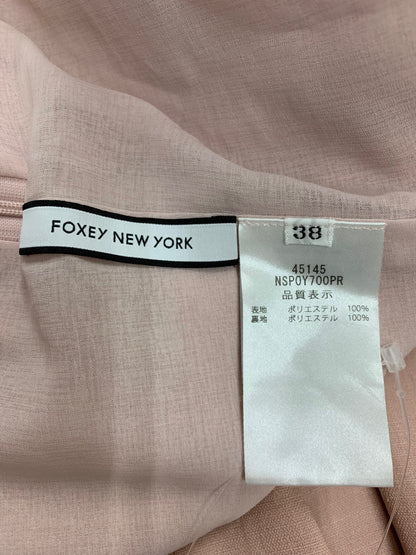 FOXEY NEW YORK
38
45145
NSPOY700PR
品質表示
表地 ポリエステル 100%
裏地 ポリエステル 100%